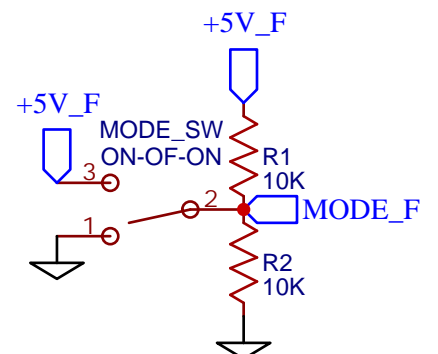 +5V_F
+5V_F
MODE_SW
ON-OF-ON
R1
10K
3
2
MODE_F
1
R2
10K